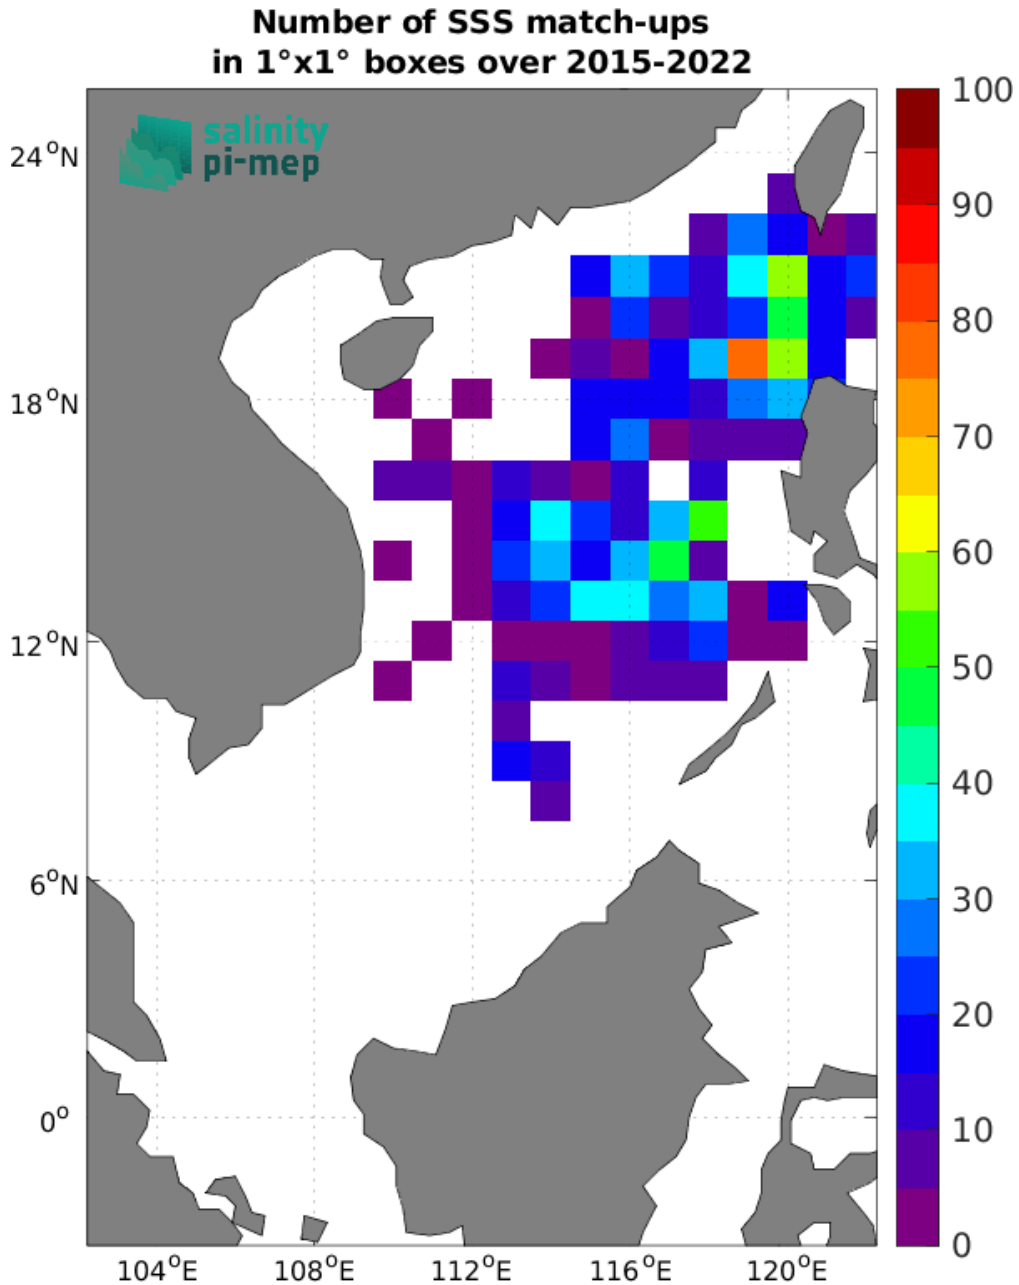 Number of SSS match-ups
in 1°x1° boxes over 2015-2022
salinity
pi-mep
24°N
18°N
12°N
6°N
0°
104°E 108°E 112°E 116°E 120°E
100
90
80
70
60
50
40
30
20
10
0